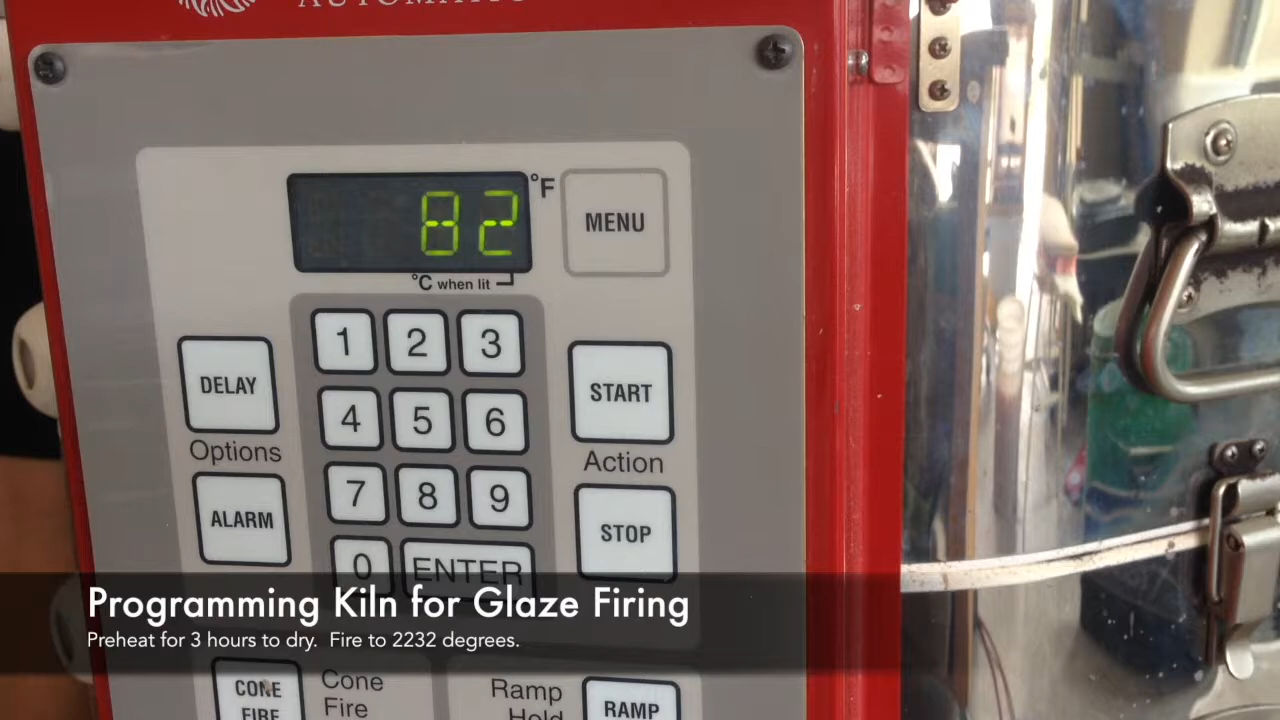 82
°F
MENU
°C when lit
1 2 3
DELAY
START
4 5 6
Options
Action
7 8 9
ALARM
STOP
0 ENTER
Programming Kiln for Glaze Firing
Preheat for 3 hours to dry. Fire to 2232 degrees.
CONE
FIRE
Cone
Fire
Ramp
Hold
RAMP